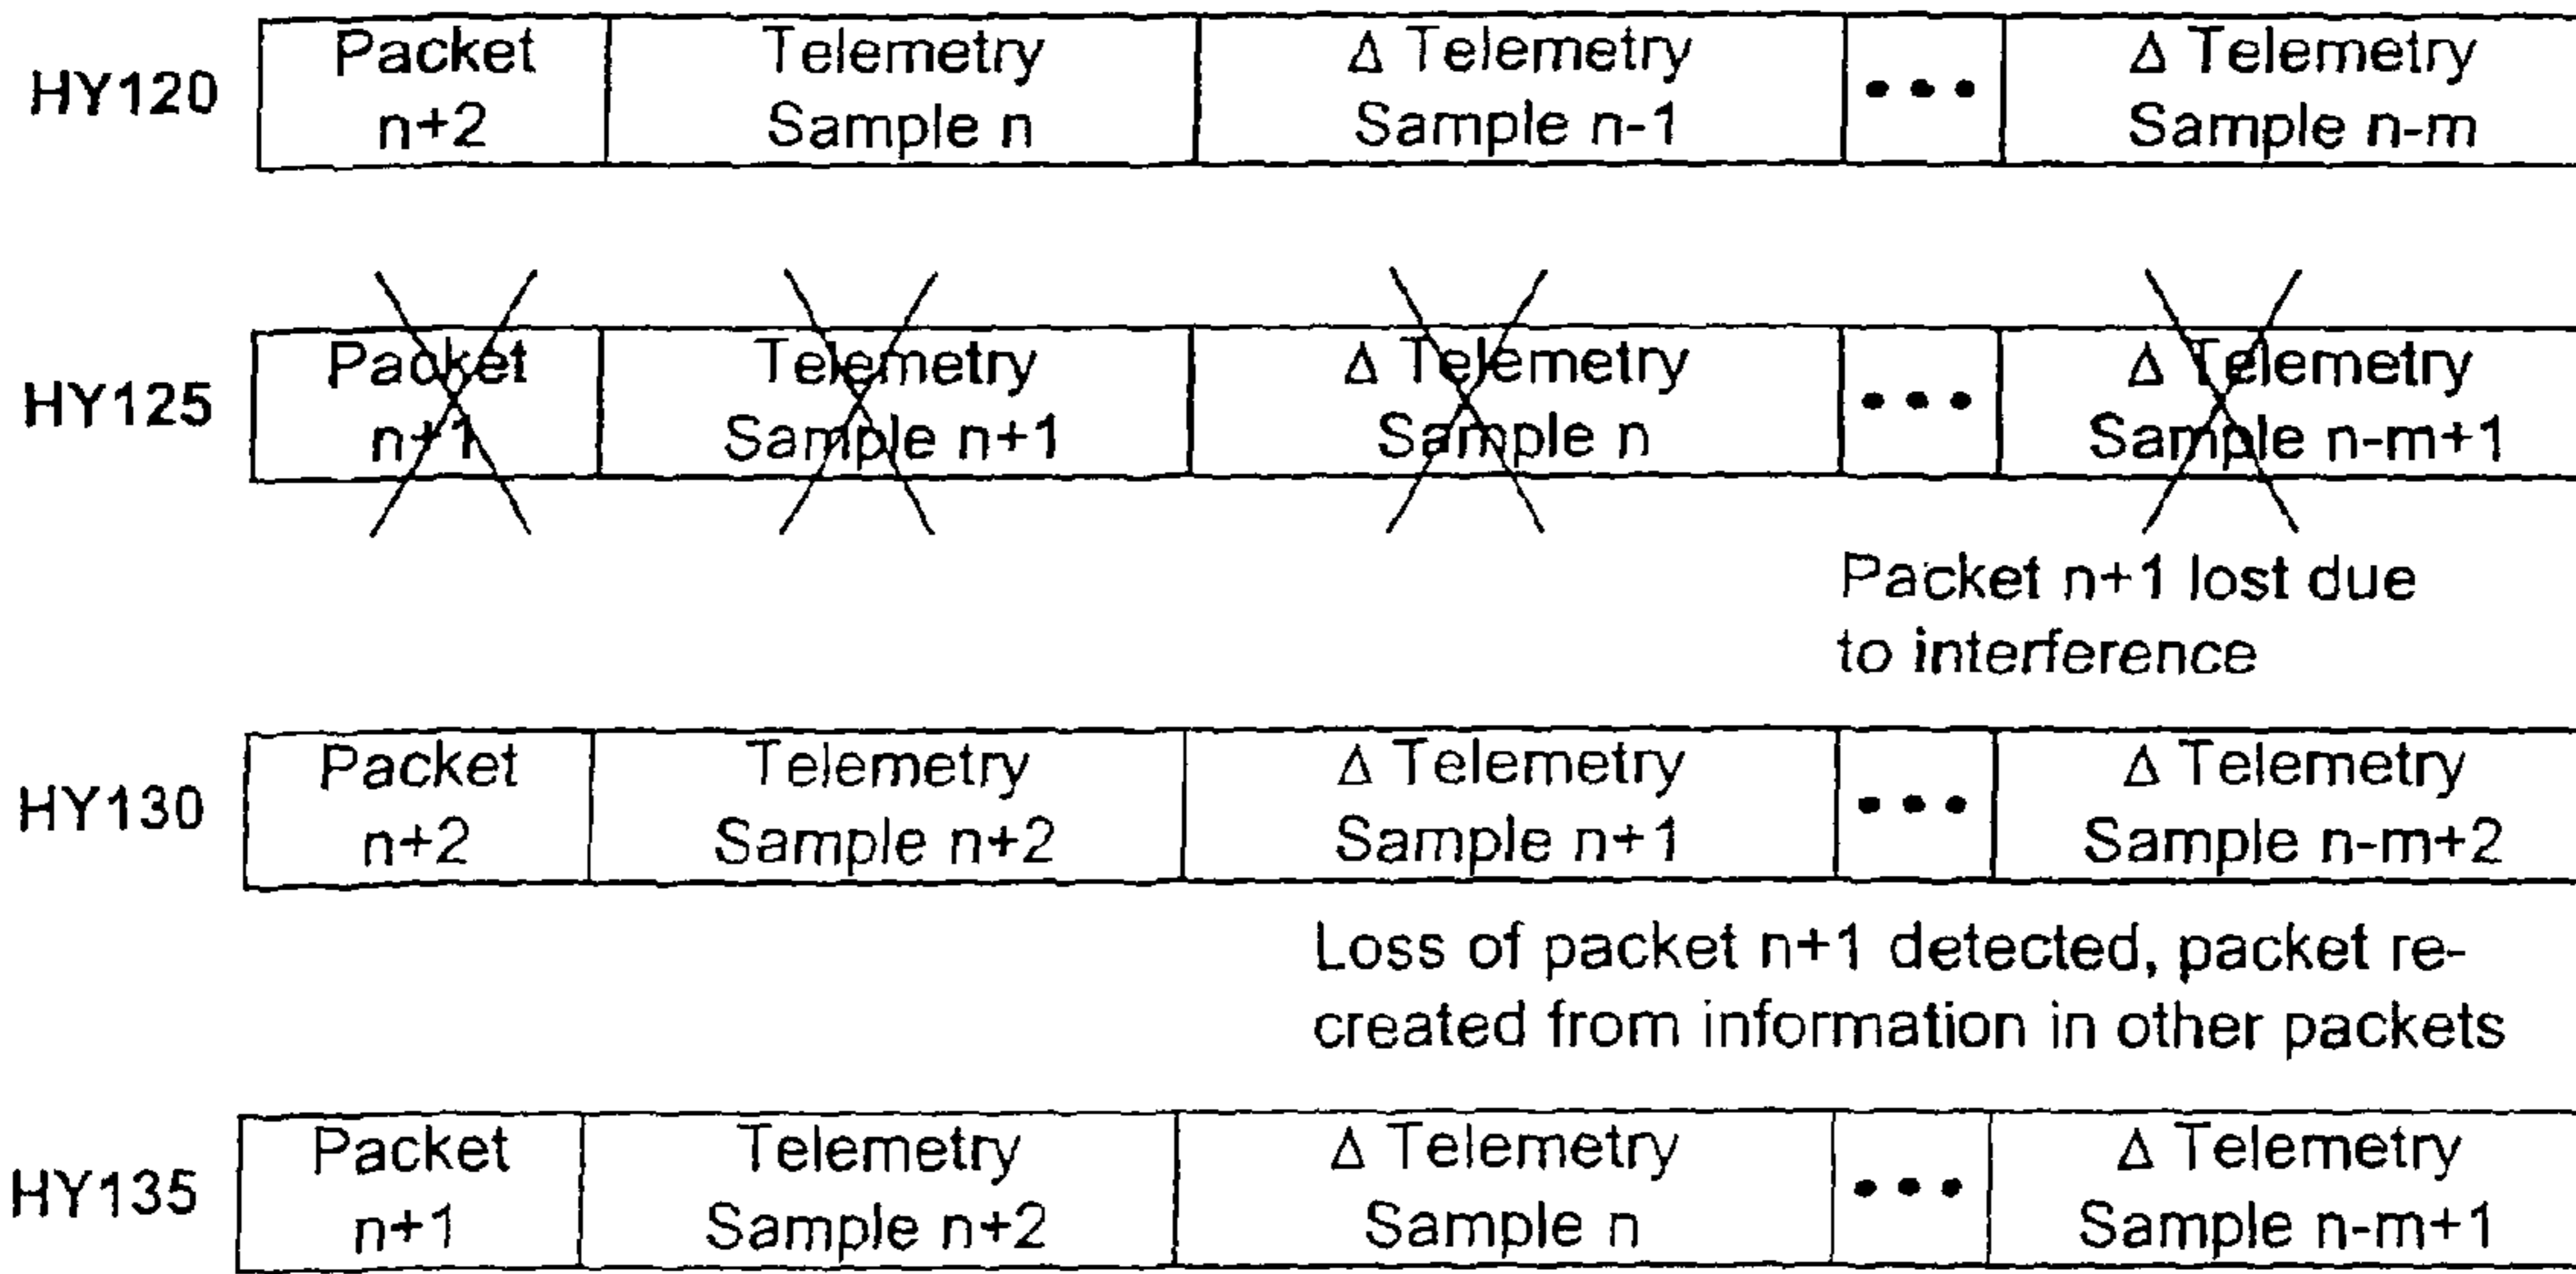 HY120 Packet n+2 Telemetry Sample n Δ Telemetry Sample n-1 ••• Δ Telemetry Sample n-m
HY125 Packet n+1 Telemetry Sample n+1 Δ Telemetry Sample n ••• Δ Telemetry Sample n-m+1
Packet n+1 lost due
to interference
HY130 Packet n+2 Telemetry Sample n+2 Δ Telemetry Sample n+1 ••• Δ Telemetry Sample n-m+2
Loss of packet n+1 detected, packet re-
created from information in other packets
HY135 Packet n+1 Telemetry Sample n+2 Δ Telemetry Sample n ••• Δ Telemetry Sample n-m+1